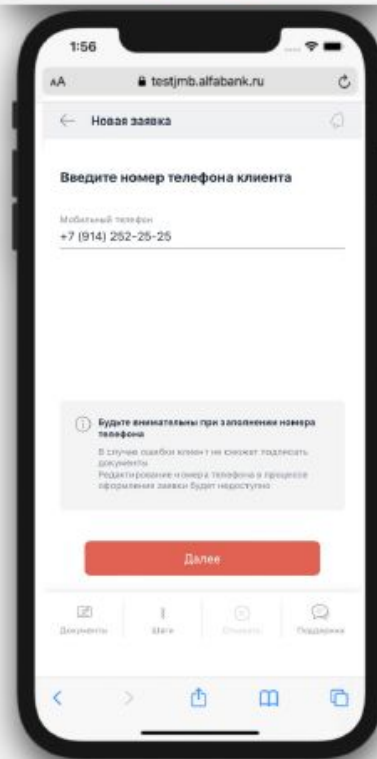 1:56
AA
testjmb.alfabank.ru
Новая заявка
Введите номер телефона клиента
Мобильный телефон
+7 (914) 252-25-25
Будьте внимательны при заполнении номера
телефона
В случае ошибки клиент не сможет подписать
документы
Редактирование номера телефона в процессе
оформления заявки будет недоступно
Далее
Документы
Шаги
Поддержка